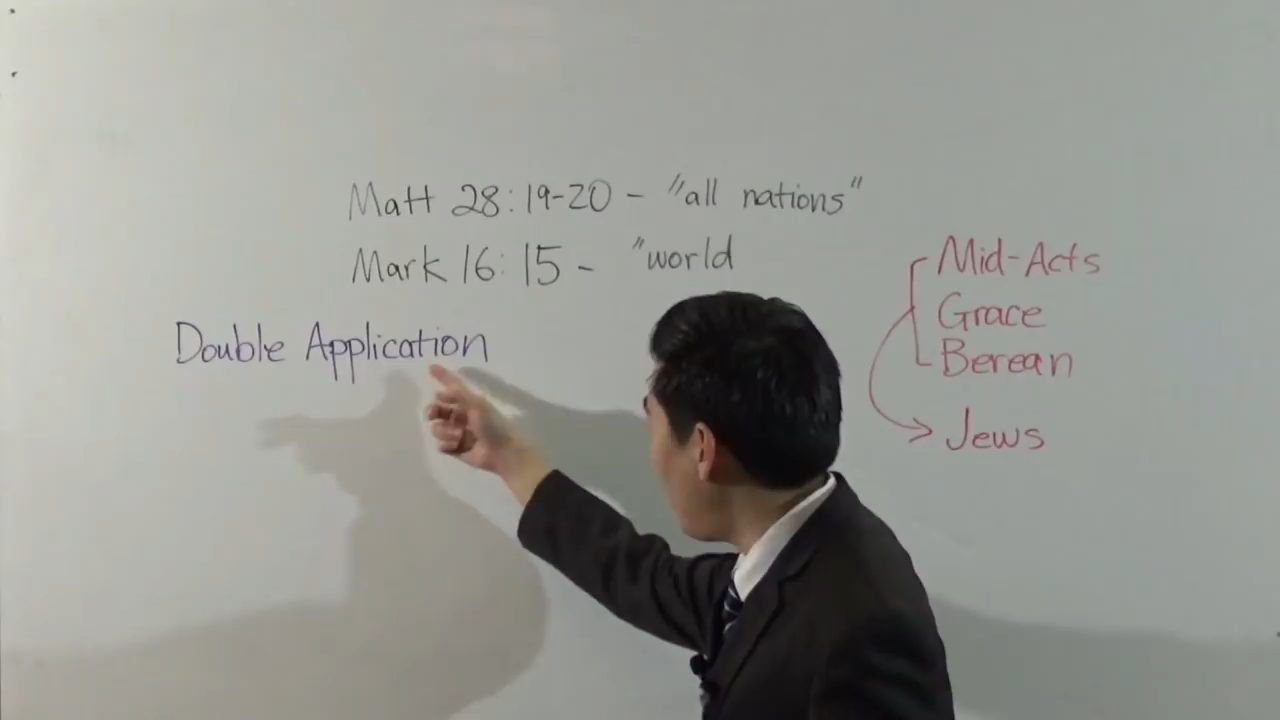 Matt 28:19-20 - "all nations"
Mark 16:15 - "world
Double Application
Mid-Acts
Grace
Berean
Jews